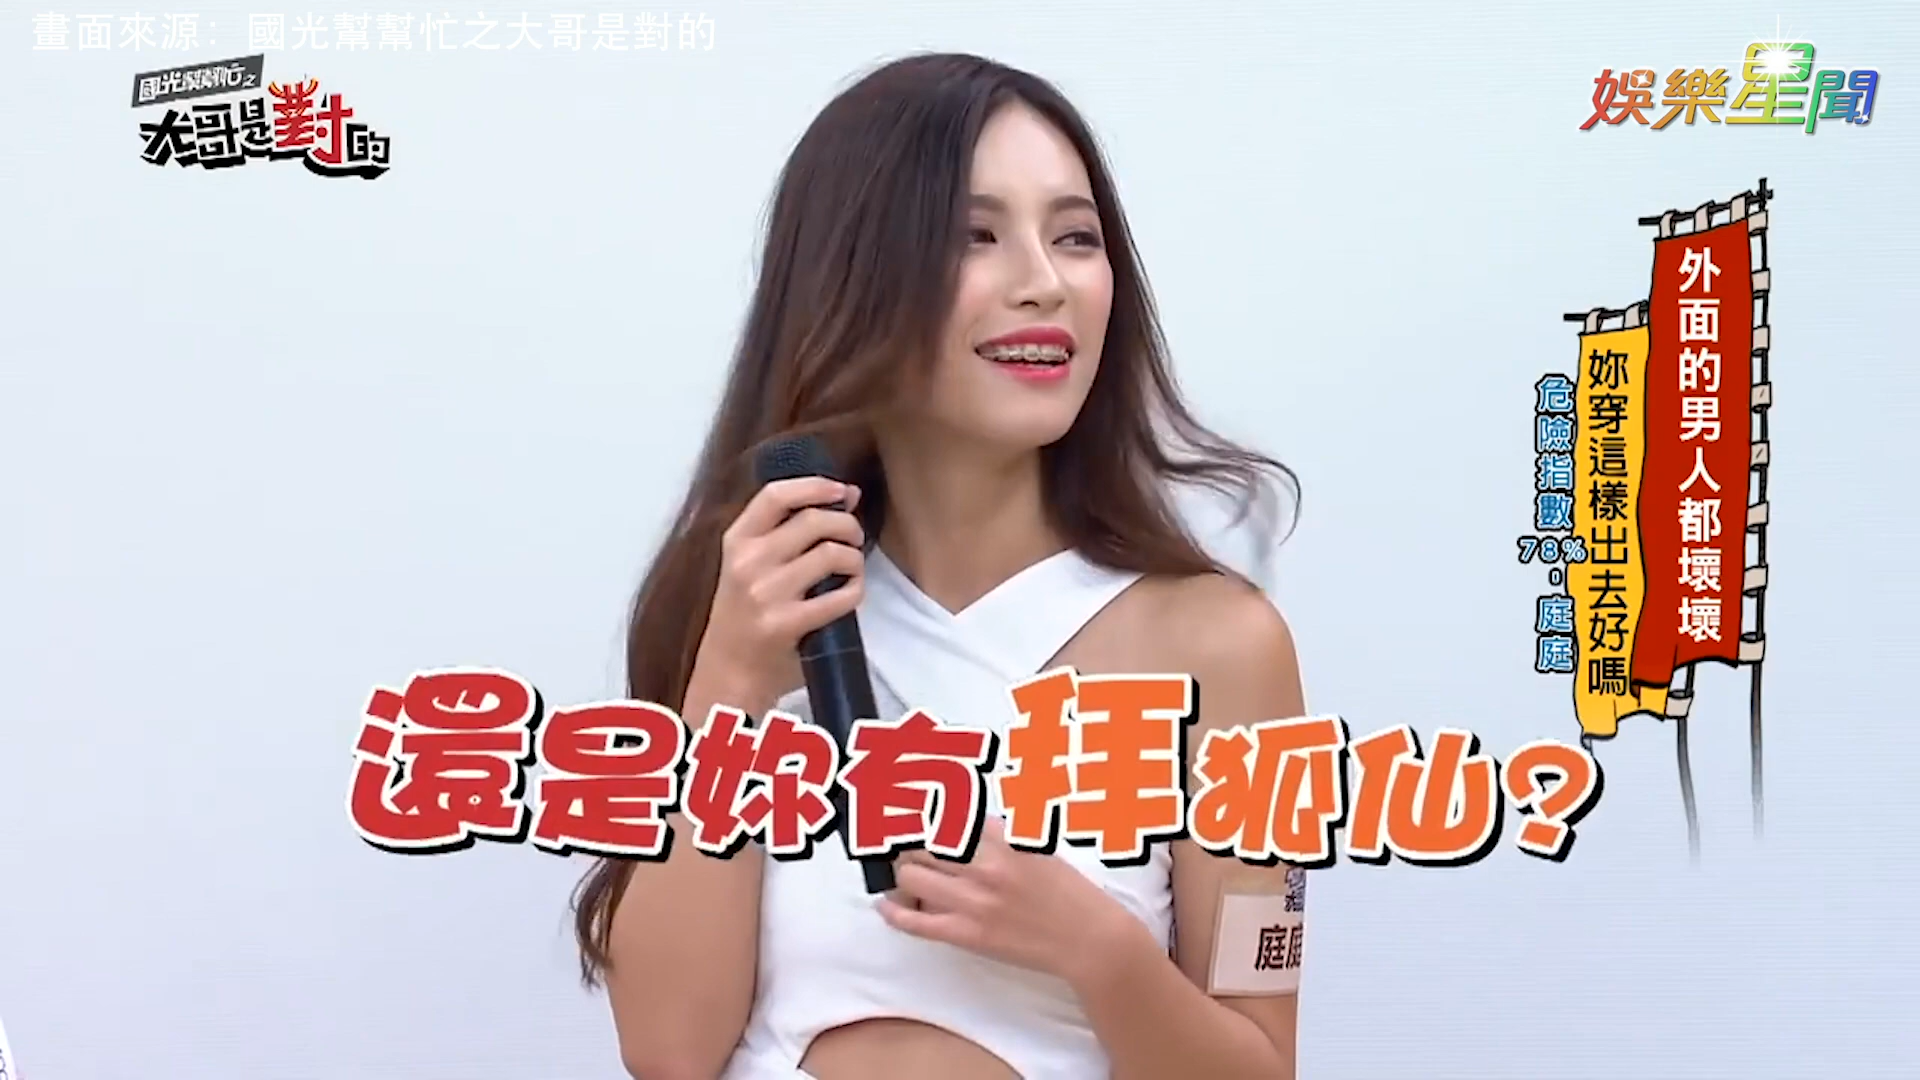 畫面來源：國光幫幫忙之大哥是對的
國光幫幫忙之
大哥是對的
娛樂星聞
外面的男人都壞壞
妳穿這樣出去好嗎
危險指數78%。庭庭
還是妳有拜狐仙?
庭庭